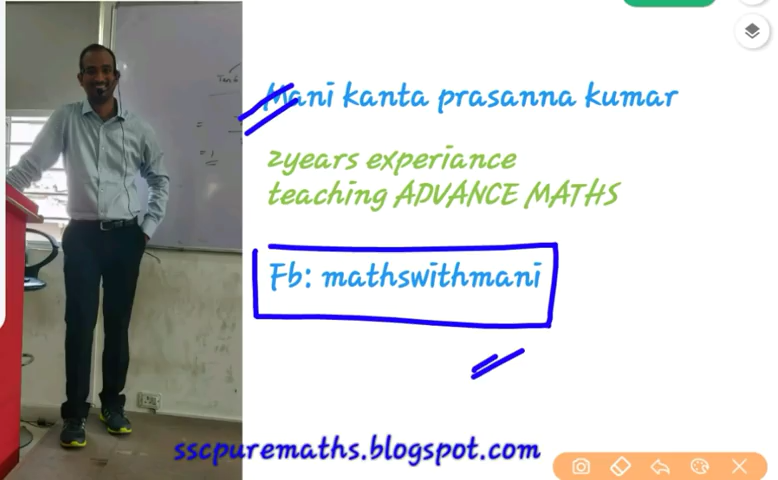 Mani kanta prasanna kumar
2years experiance
teaching ADVANCE MATHS
Fb: mathswithmani
sscpuremaths.blogspot.com